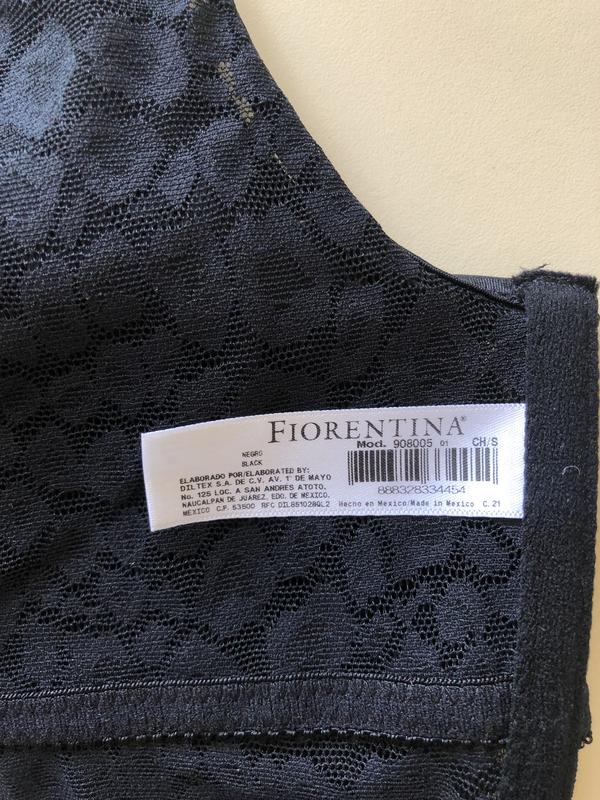 FIORENTINA®
Mod. 908005 01 CH/S
NEGRO
BLACK
ELABORADO POR/ELABORATED BY:
DILTEX S.A. DE C.V. AV. 1° DE MAYO
No. 125 LOC. A SAN ANDRES ATOTO.
NAUCALPAN DE JUAREZ, EDO. DE MEXICO.
MEXICO C.P. 53500 RFC DIL851028QL2
888328334454
Hecho en Mexico/Made in Mexico C.21